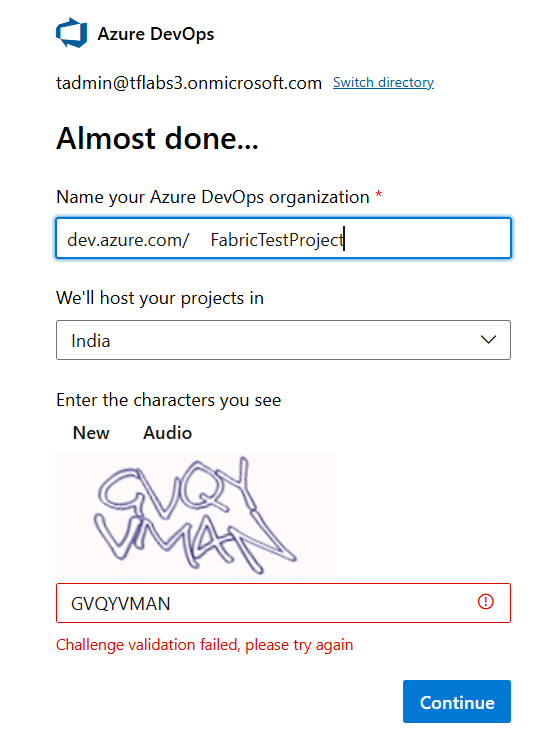 Azure DevOps
tadmin@tflabs3.onmicrosoft.com Switch directory
Almost done...
Name your Azure DevOps organization *
dev.azure.com/ FabricTestProject
We'll host your projects in
India
Enter the characters you see
New Audio
GVQY
VMAN
GVQYVMAN
Challenge validation failed, please try again
Continue